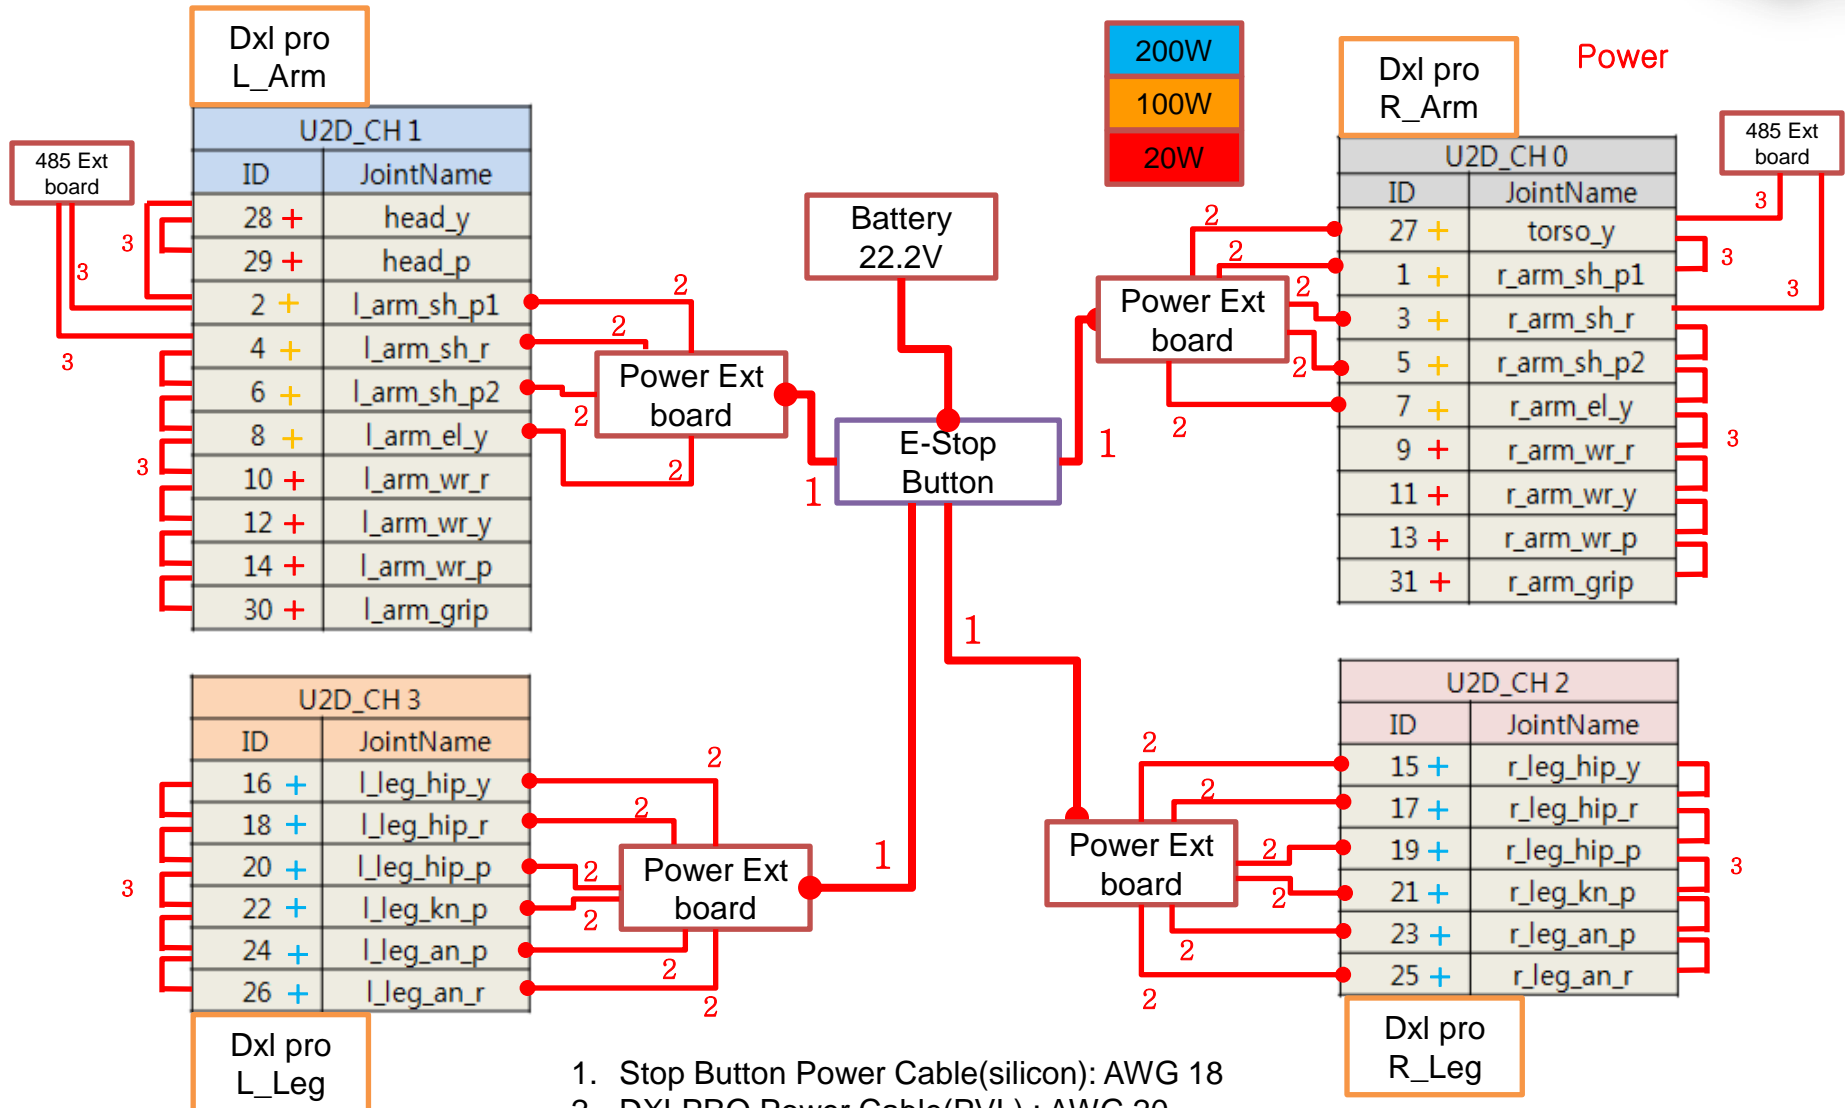 Dxl pro
L_Arm
U2D_CH 1
ID JointName
28 + head_y
29 + head_p
2 + l_arm_sh_p1
4 + l_arm_sh_r
6 + l_arm_sh_p2
8 + l_arm_el_y
10 + l_arm_wr_r
12 + l_arm_wr_y
14 + l_arm_wr_p
30 + l_arm_grip
485 Ext
board
3
3
3
3
2
2
2
2
Power Ext
board
1
Battery
22.2V
E-Stop
Button
200W
100W
20W
Power
Dxl pro
R_Arm
U2D_CH 0
ID JointName
27 + torso_y
1 + r_arm_sh_p1
3 + r_arm_sh_r
5 + r_arm_sh_p2
7 + r_arm_el_y
9 + r_arm_wr_r
11 + r_arm_wr_y
13 + r_arm_wr_p
31 + r_arm_grip
485 Ext
board
3
3
3
3
2
2
2
2
2
Power Ext
board
1
U2D_CH 3
ID JointName
16 + l_leg_hip_y
18 + l_leg_hip_r
20 + l_leg_hip_p
22 + l_leg_kn_p
24 + l_leg_an_p
26 + l_leg_an_r
Dxl pro
L_Leg
3
2
2
2
2
2
2
Power Ext
board
1
1
U2D_CH 2
ID JointName
15 + r_leg_hip_y
17 + r_leg_hip_r
19 + r_leg_hip_p
21 + r_leg_kn_p
23 + r_leg_an_p
25 + r_leg_an_r
Dxl pro
R_Leg
3
2
2
2
2
2
2
Power Ext
board
1. Stop Button Power Cable(silicon): AWG 18
2. Power Cable : AWG 20